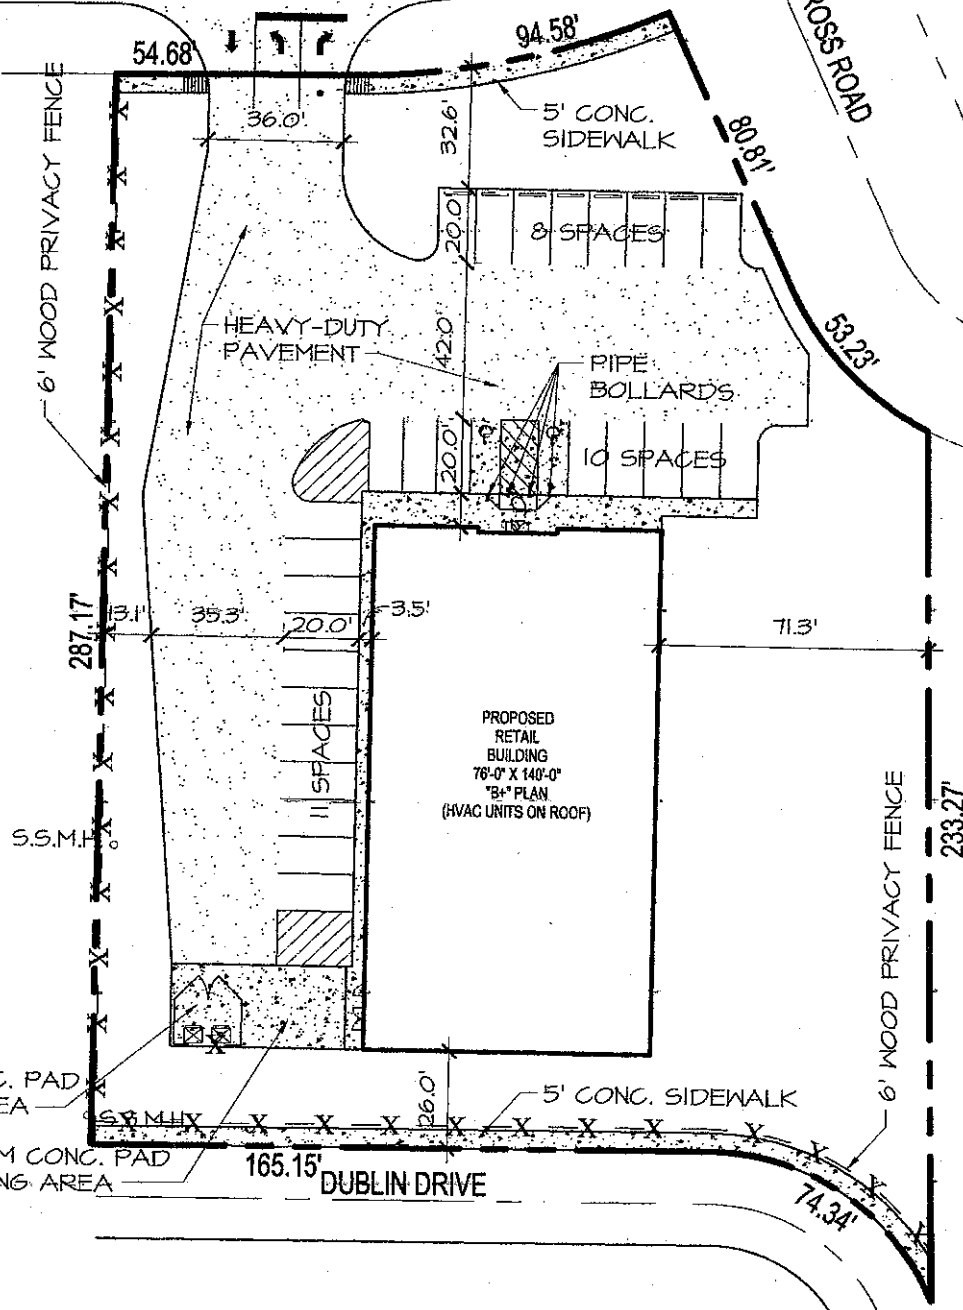 54.68'
94.58'
ROSS ROAD
6' WOOD PRIVACY FENCE
36.0'
32.6'
5' CONC.
SIDEWALK
80.81'
20.0'
8 SPACES
HEAVY-DUTY
PAVEMENT
42.0'
PIPE
BOLLARDS
53.23'
20.0'
10 SPACES
287.17'
13.1'
35.3'
20.0'
3.5'
71.3'
11 SPACES
PROPOSED
RETAIL
BUILDING
76'-0" X 140'-0"
"B+" PLAN
(HVAC UNITS ON ROOF)
S.S.M.H.
6' WOOD PRIVACY FENCE
233.27'
C. PAD
EA
S.S.M.H.
26.0'
5' CONC. SIDEWALK
M CONC. PAD
NG AREA
165.15'
DUBLIN DRIVE
74.34'